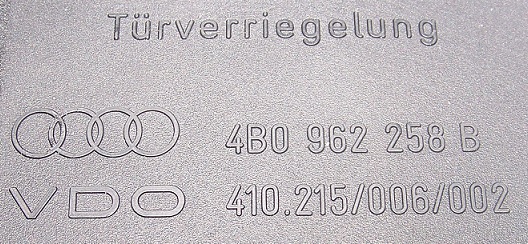 Türverriegelung
4B0 962 258 B
VDO 410.215/006/002